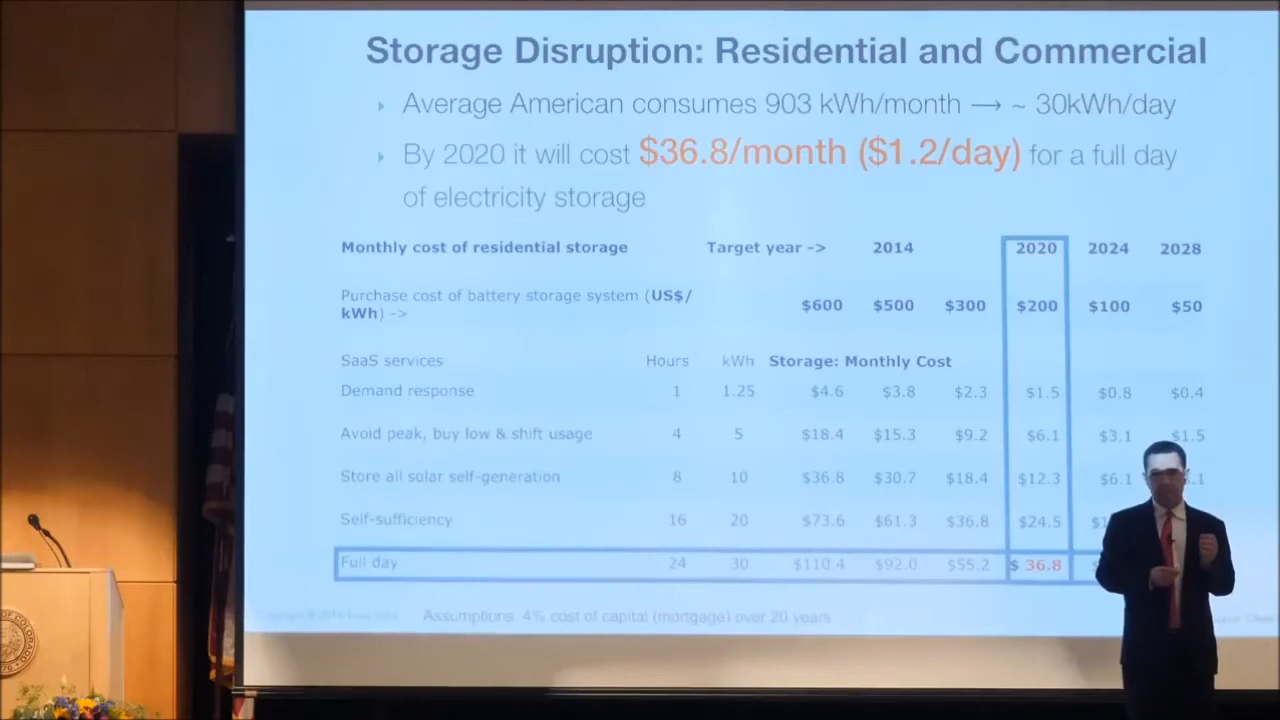 Storage Disruption: Residential and Commercial
Average American consumes 903 kWh/month → ~ 30kWh/day
By 2020 it will cost $36.8/month ($1.2/day) for a full day
of electricity storage
Monthly cost of residential storage Target year -> 2014 2020 2024 2028
Purchase cost of battery storage system (US$/
kWh) -> $600 $500 $300 $200 $100 $50
SaaS services Hours kWh Storage: Monthly Cost
Demand response 1 1.25 $4.6 $3.8 $2.3 $1.5 $0.8 $0.4
Avoid peak, buy low & shift usage 4 5 $18.4 $15.3 $9.2 $6.1 $3.1 $1.5
Store all solar self-generation 8 10 $36.8 $30.7 $18.4 $12.3 $6.1
Self-sufficiency 16 20 $73.6 $61.3 $36.8 $24.5
Full day 24 30 $110.4 $92.0 $55.2 $ 36.8
Assumptions 4% cost of capital (mortgage) over 20 years
OF COLORADO